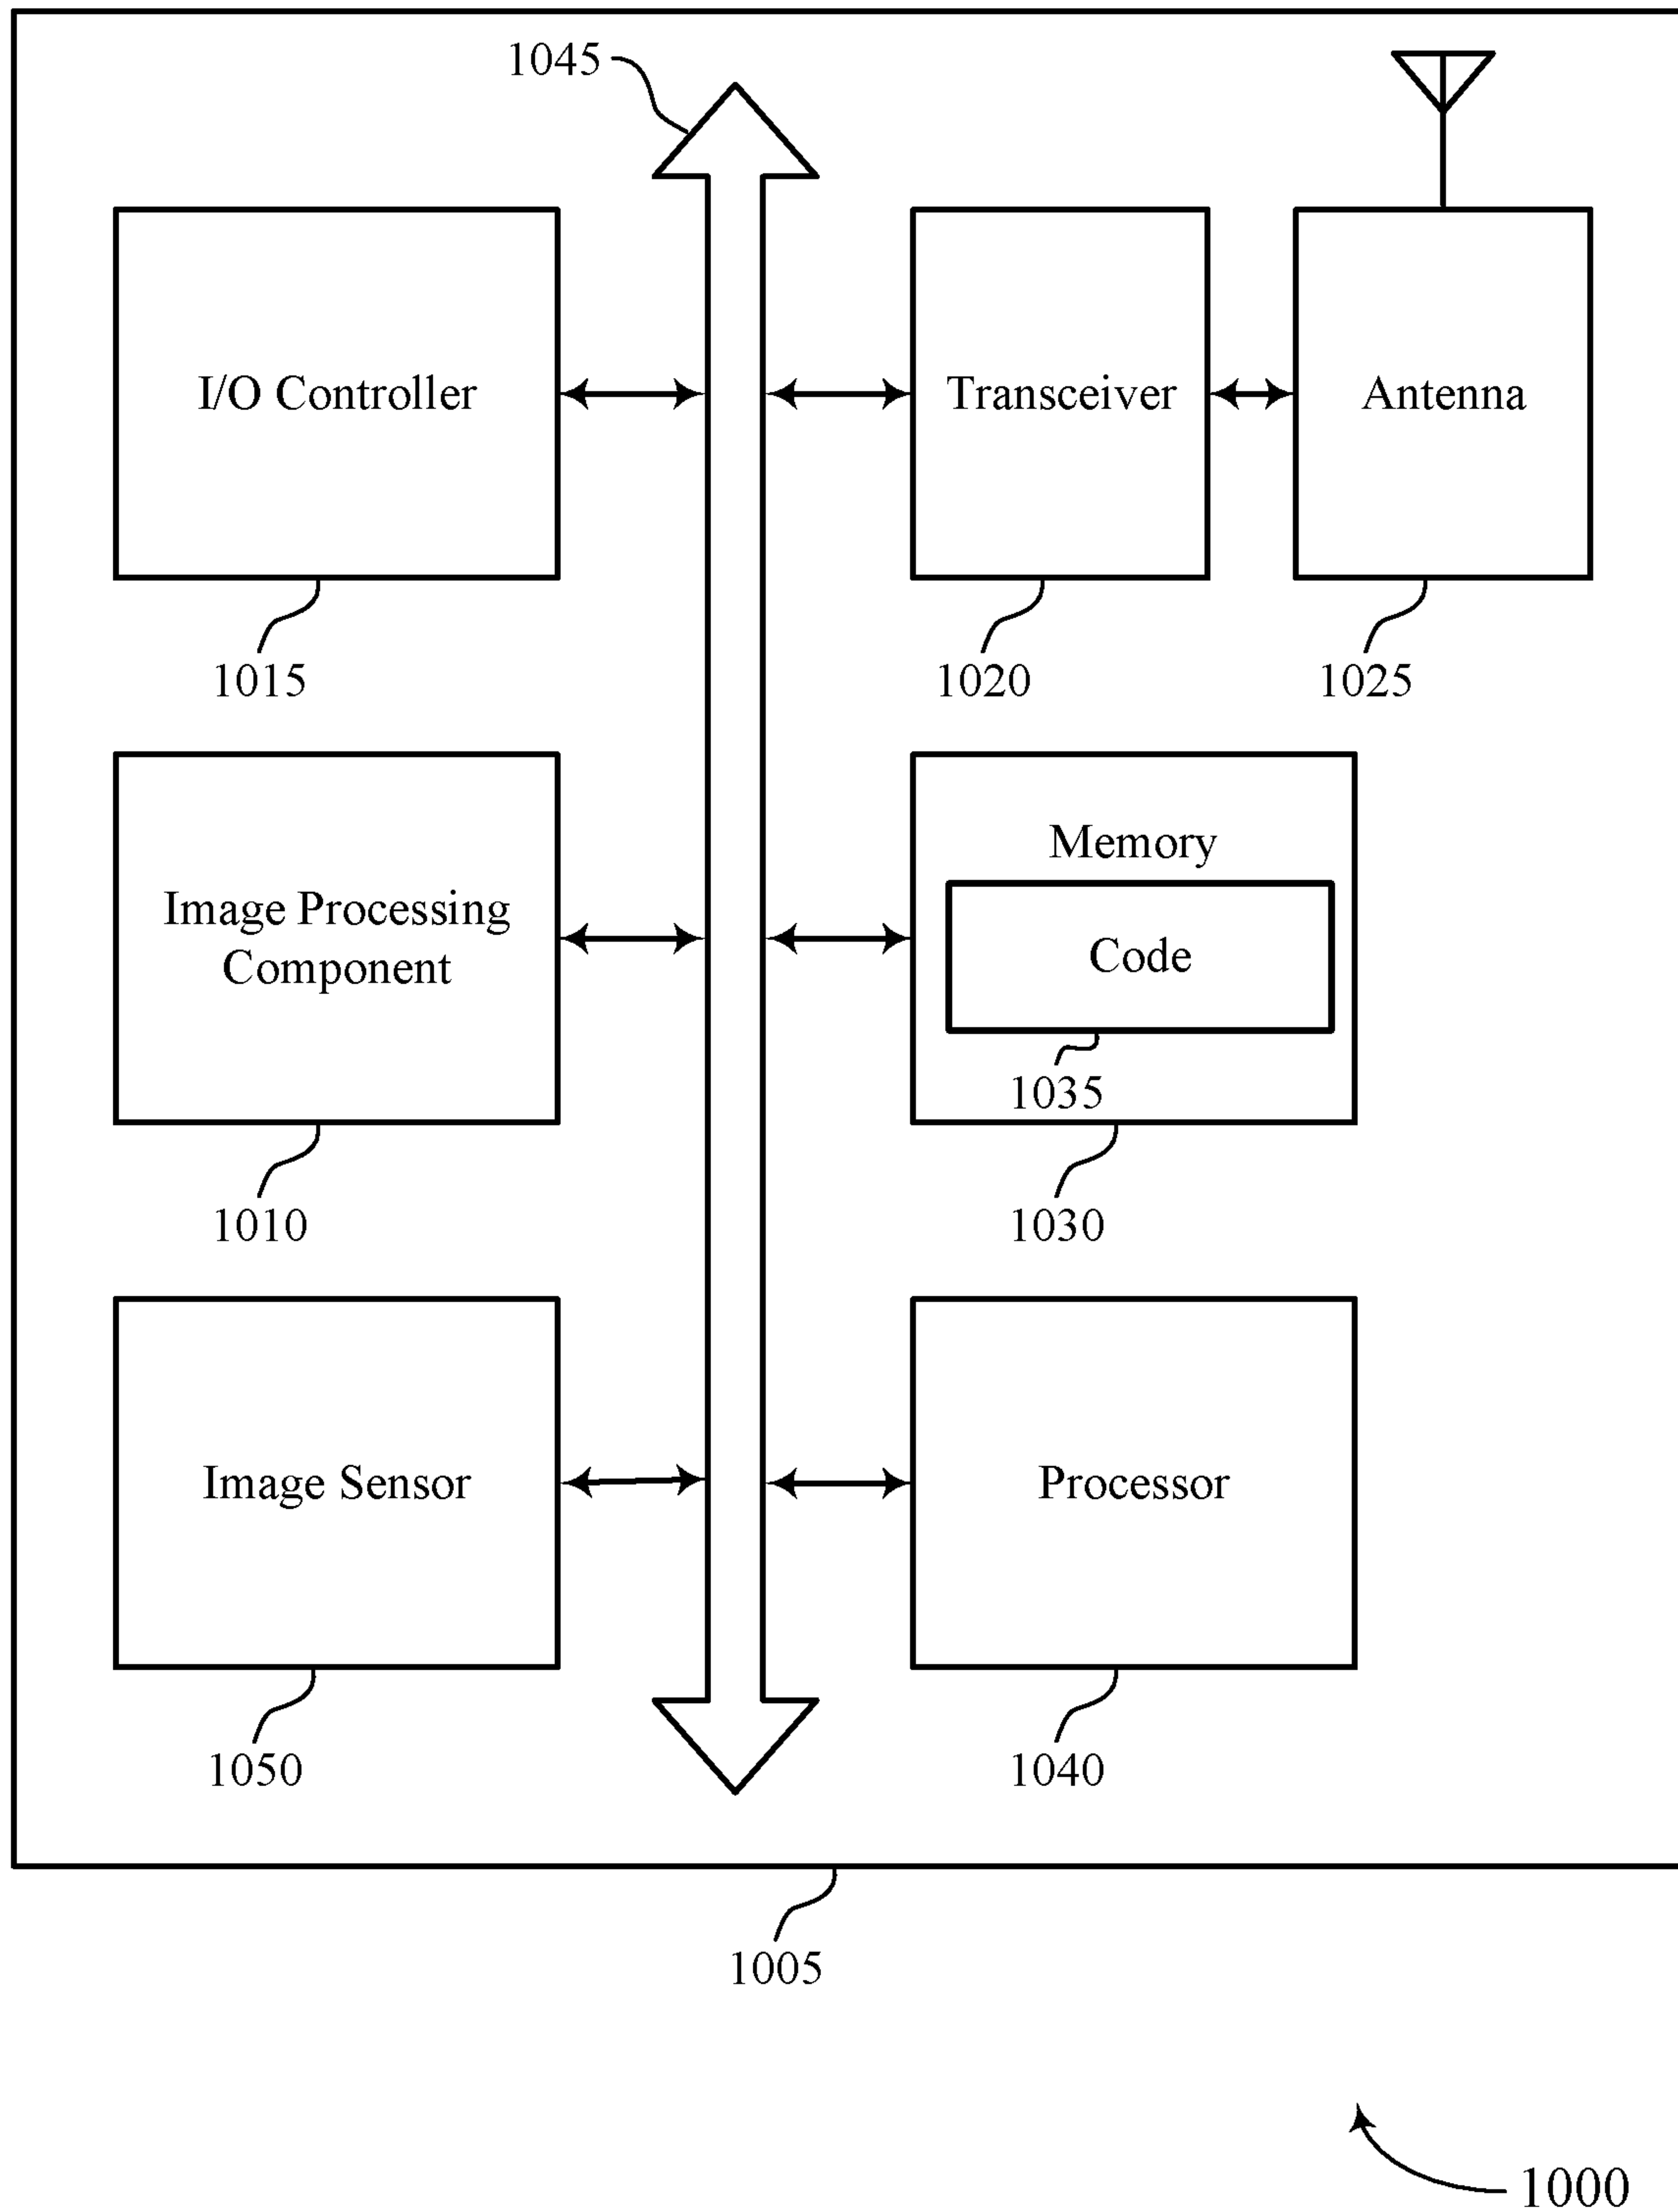 1045
I/O Controller
Transceiver
Antenna
1015
1020
1025
Image Processing
Component
Memory
Code
1035
1010
1030
Image Sensor
Processor
1050
1040
1005
1000